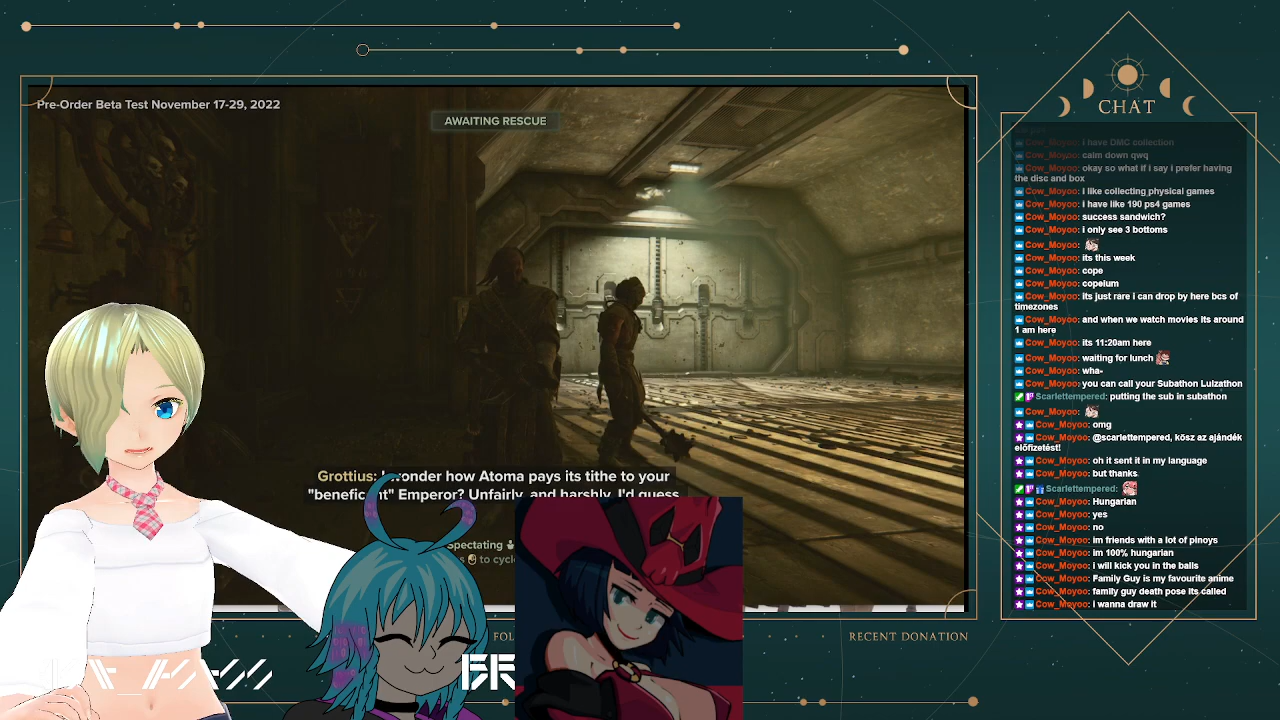 Pre-Order Beta Test November 17-29, 2022
AWAITING RESCUE
Grottius: I wonder how Atoma pays its tithe to your
"beneficent" Emperor? Unfairly, and harshly, I'd guess
Spectating
to cycle
FOL
RECENT DONATION
CHAT
Cow_Moyoo: i have DMC collection
Cow_Moyoo: calm down qwq
Cow_Moyoo: okay so what if i say i prefer having
the disc and box
Cow_Moyoo: I like collecting physical games
Cow_Moyoo: i have like 190 ps4 games
Cow_Moyoo: success sandwich?
Cow_Moyoo: i only see 3 bottoms
Cow_Moyoo:
Cow_Moyoo: its this week
Cow_Moyoo: cope
Cow_Moyoo: copeium
Cow_Moyoo: its just rare i can drop by here bcs of
timezones
Cow_Moyoo: and when we watch movies its around
1 am here
Cow_Moyoo: its 11:20am here
Cow_Moyoo: waiting for lunch
Cow_Moyoo: wha-
Cow_Moyoo: you can call your Subathon Lulzathon
Scarlettempered: putting the sub in subathon
Cow_Moyoo:
Cow_Moyoo: omg
Cow_Moyoo: @scarlettempered, kösz az ajándék
előfizetést!
Cow_Moyoo: oh it sent it in my language
Cow_Moyoo: but thanks
Scarlettempered:
Cow_Moyoo: Hungarian
Cow_Moyoo: yes
Cow_Moyoo: no
Cow_Moyoo: im friends with a lot of pinoys
Cow_Moyoo: im 100% hungarian
Cow_Moyoo: i will kick you in the balls
Cow_Moyoo: Family Guy is my favourite anime
Cow_Moyoo: family guy death pose its called
Cow_Moyoo: i wanna draw it